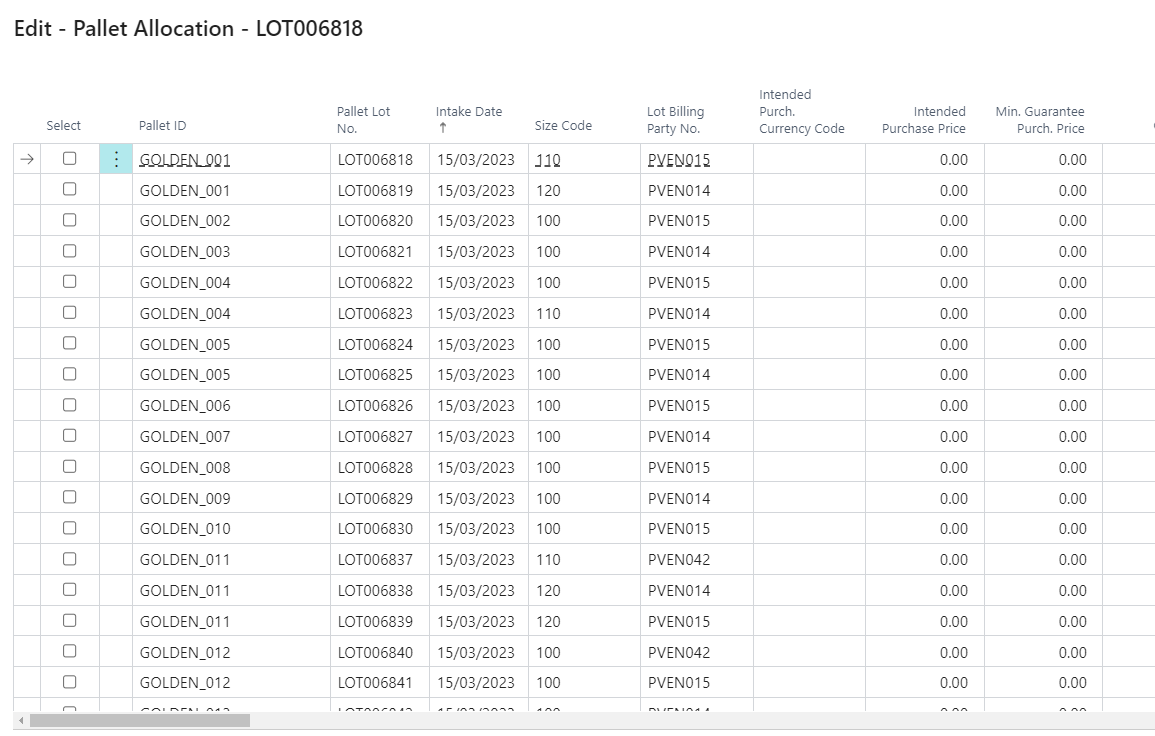 Edit - Pallet Allocation - LOT006818
Select Pallet ID Pallet Lot No. Intake Date ↑ Size Code Lot Billing Party No. Intended Purch. Currency Code Intended Purchase Price Min. Guarantee Purch. Price
→ GOLDEN_001 LOT006818 15/03/2023 110 PVEN015 0.00 0.00
GOLDEN_001 LOT006819 15/03/2023 120 PVEN014 0.00 0.00
GOLDEN_002 LOT006820 15/03/2023 100 PVEN015 0.00 0.00
GOLDEN_003 LOT006821 15/03/2023 100 PVEN014 0.00 0.00
GOLDEN_004 LOT006822 15/03/2023 100 PVEN015 0.00 0.00
GOLDEN_004 LOT006823 15/03/2023 110 PVEN014 0.00 0.00
GOLDEN_005 LOT006824 15/03/2023 100 PVEN015 0.00 0.00
GOLDEN_005 LOT006825 15/03/2023 100 PVEN014 0.00 0.00
GOLDEN_006 LOT006826 15/03/2023 100 PVEN015 0.00 0.00
GOLDEN_007 LOT006827 15/03/2023 100 PVEN014 0.00 0.00
GOLDEN_008 LOT006828 15/03/2023 100 PVEN015 0.00 0.00
GOLDEN_009 LOT006829 15/03/2023 100 PVEN014 0.00 0.00
GOLDEN_010 LOT006830 15/03/2023 100 PVEN015 0.00 0.00
GOLDEN_011 LOT006837 15/03/2023 110 PVEN042 0.00 0.00
GOLDEN_011 LOT006838 15/03/2023 120 PVEN014 0.00 0.00
GOLDEN_011 LOT006839 15/03/2023 120 PVEN015 0.00 0.00
GOLDEN_012 LOT006840 15/03/2023 100 PVEN042 0.00 0.00
GOLDEN_012 LOT006841 15/03/2023 100 PVEN015 0.00 0.00